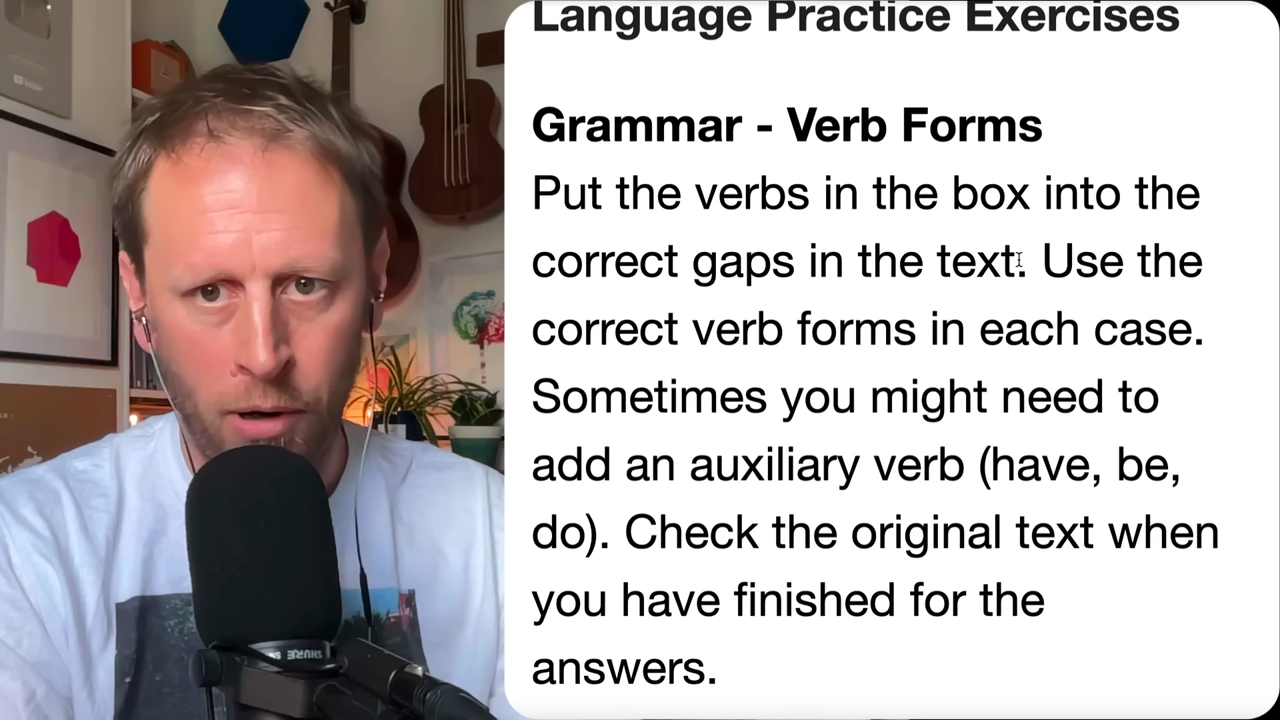 Language Practice Exercises
Grammar - Verb Forms
Put the verbs in the box into the
correct gaps in the text. Use the
correct verb forms in each case.
Sometimes you might need to
add an auxiliary verb (have, be,
do). Check the original text when
you have finished for the
answers.
SHURE